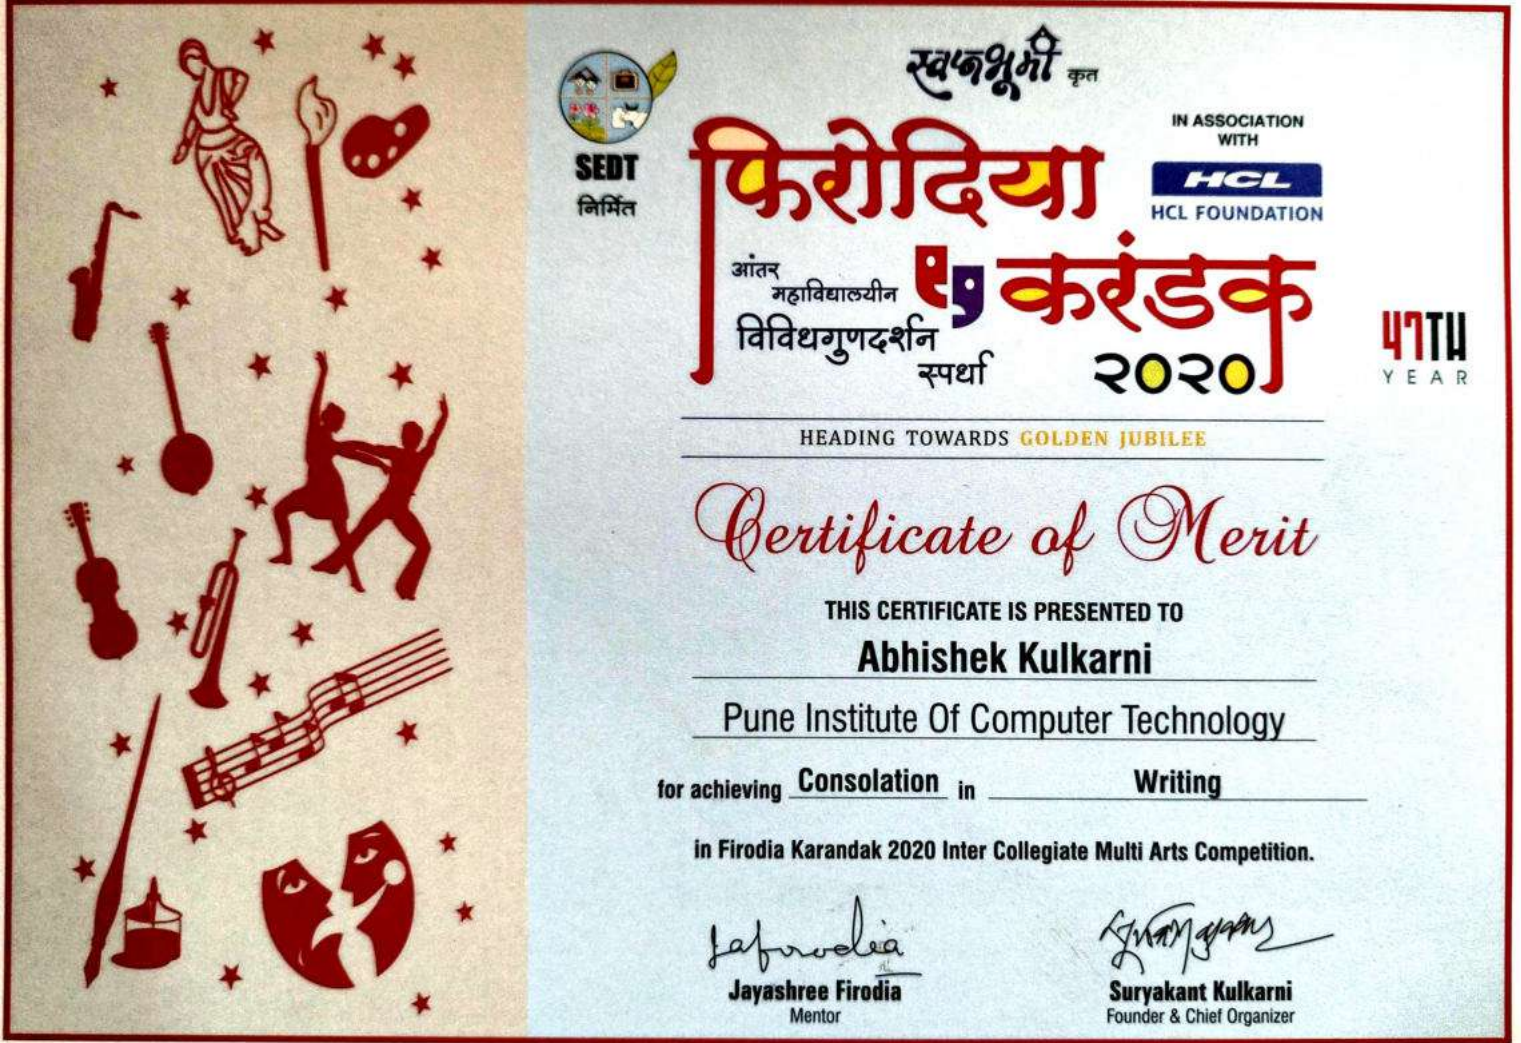 स्वप्नभूमी कृत
SEDT
निर्मित
फिरोदिया
IN ASSOCIATION
WITH
HCL
HCL FOUNDATION
आंतर
महाविद्यालयीन
करंडक
विविधगुणदर्शन
स्पर्धा
२०२०
47TH
YEAR
HEADING TOWARDS GOLDEN JUBILEE
Certificate of Merit
THIS CERTIFICATE IS PRESENTED TO
Abhishek Kulkarni
Pune Institute Of Computer Technology
for achieving Consolation in Writing
in Firodia Karandak 2020 Inter Collegiate Multi Arts Competition.
Jayashree Firodia
Mentor
Suryakant Kulkarni
Founder & Chief Organizer